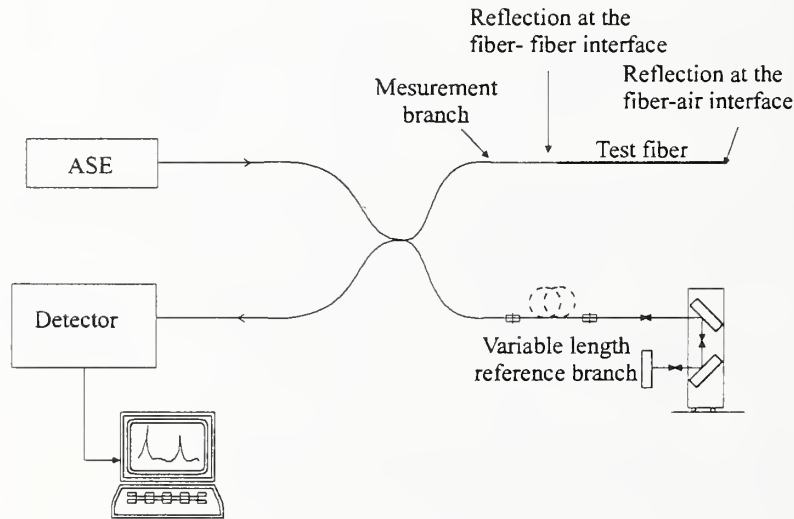 Reflection at the
fiber- fiber interface
Reflection at the
fiber-air interface
Mesurement
branch
Test fiber
ASE
Detector
Variable length
reference branch